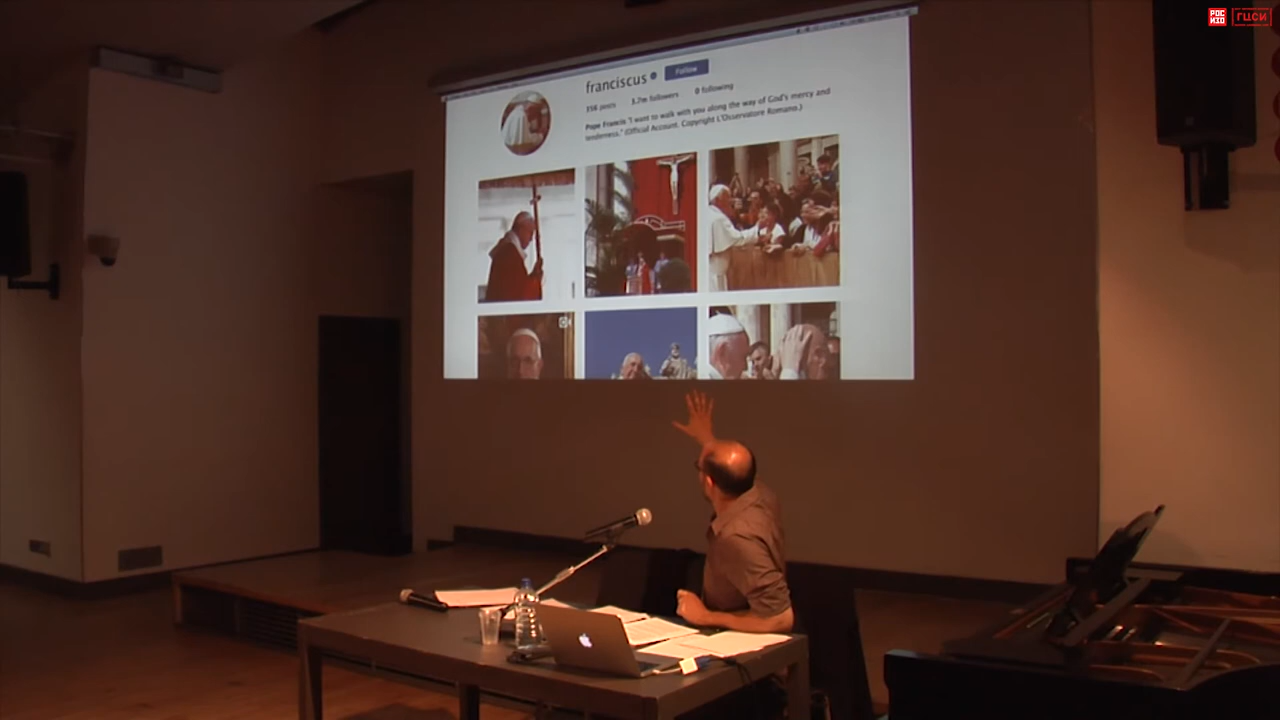 РОС
ИЗО
ГЦСИ
franciscus
Follow
356 posts 3.7m followers 0 following
Pope Francis "I want to walk with you along the way of God's mercy and
tenderness." (Official Account. Copyright L'Osservatore Romano.)